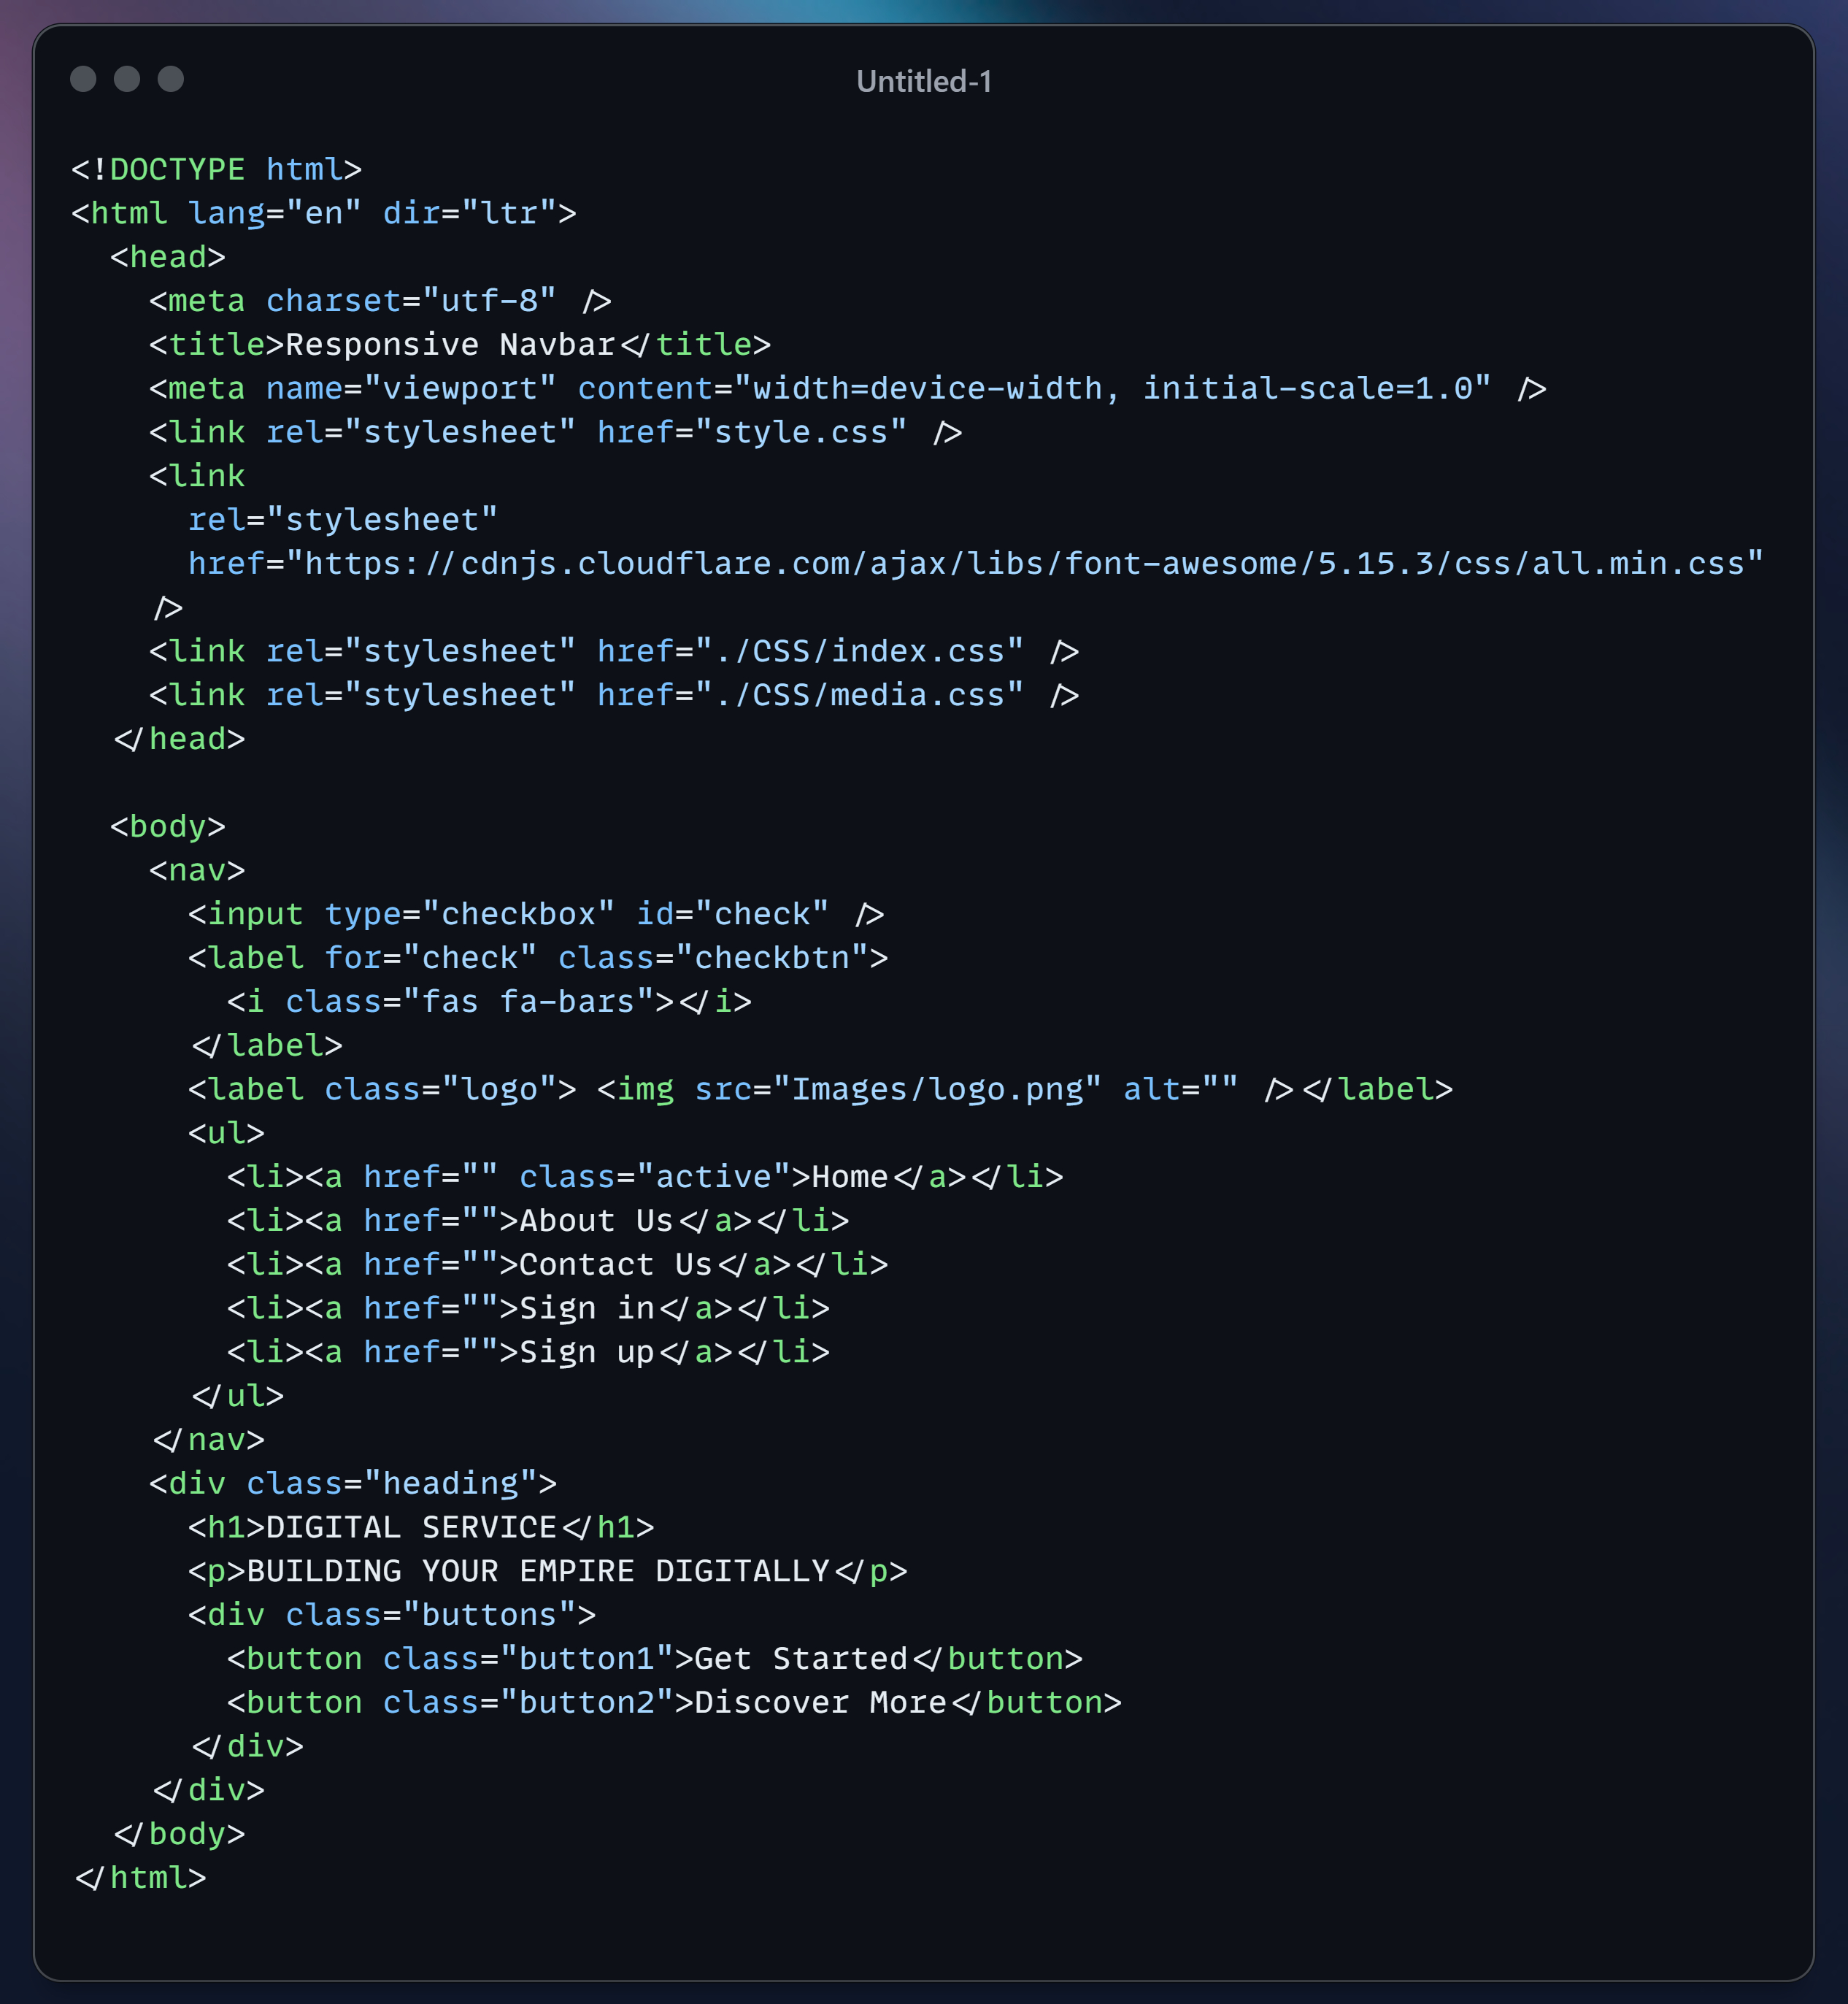 Untitled-1
<!DOCTYPE html>
<html lang="en" dir="ltr">
  <head>
    <meta charset="utf-8" />
    <title>Responsive Navbar</title>
    <meta name="viewport" content="width=device-width, initial-scale=1.0" />
    <link rel="stylesheet" href="style.css" />
    <link
      rel="stylesheet"
      href="https://cdnjs.cloudflare.com/ajax/libs/font-awesome/5.15.3/css/all.min.css"
    />
    <link rel="stylesheet" href="./CSS/index.css" />
    <link rel="stylesheet" href="./CSS/media.css" />
  </head>

  <body>
    <nav>
      <input type="checkbox" id="check" />
      <label for="check" class="checkbtn">
        <i class="fas fa-bars"></i>
      </label>
      <label class="logo"> <img src="Images/logo.png" alt="" /></label>
      <ul>
        <li><a href="" class="active">Home</a></li>
        <li><a href="">About Us</a></li>
        <li><a href="">Contact Us</a></li>
        <li><a href="">Sign in</a></li>
        <li><a href="">Sign up</a></li>
      </ul>
    </nav>
    <div class="heading">
      <h1>DIGITAL SERVICE</h1>
      <p>BUILDING YOUR EMPIRE DIGITALLY</p>
      <div class="buttons">
        <button class="button1">Get Started</button>
        <button class="button2">Discover More</button>
      </div>
    </div>
  </body>
</html>